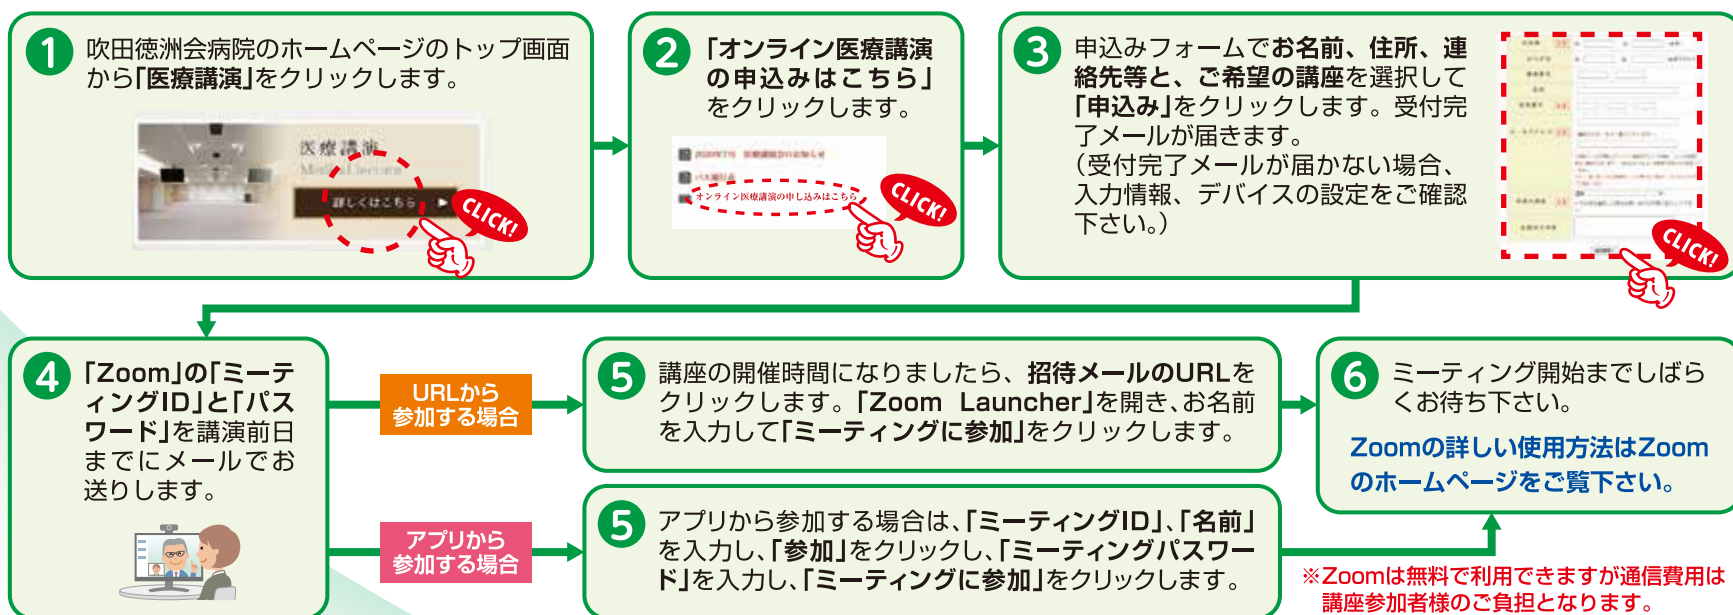 1
吹田徳洲会病院のホームページのトップ画面
から「医療講演」をクリックします。
医療講演
Medical lecture
詳しくはこちら
CLICK!
2
「オンライン医療講演
の申込みはこちら」
をクリックします。
オンライン医療講演の申し込みはこちら
CLICK!
3
申込みフォームでお名前、住所、連
絡先等と、ご希望の講座を選択して
「申込み」をクリックします。受付完
了メールが届きます。
(受付完了メールが届かない場合、
入力情報、デバイスの設定をご確認
下さい。)
CLICK!
4
「Zoom」の「ミーテ
ィングID」と「パス
ワード」を講演前日
までにメールでお
送りします。
URLから
参加する場合
5
講座の開催時間になりましたら、招待メールのURLを
クリックします。「Zoom Launcher」を開き、お名前
を入力して「ミーティングに参加」をクリックします。
アプリから
参加する場合
5
アプリから参加する場合は、「ミーティングID」、「名前」
を入力し、「参加」をクリックし、「ミーティングパスワー
ド」を入力し、「ミーティングに参加」をクリックします。
6
ミーティング開始までしばら
くお待ち下さい。
Zoomの詳しい使用方法はZoom
のホームページをご覧下さい。
※Zoomは無料で利用できますが通信費用は
講座参加者様のご負担となります。